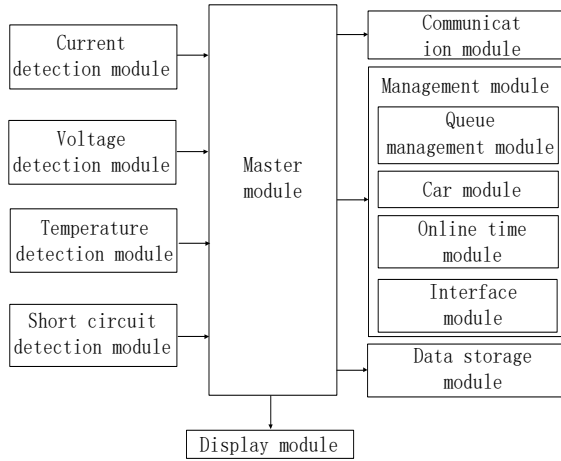 Current
detection module
Voltage
detection module
Temperature
detection module
Short circuit
detection module
Master
module
Communicat
ion module
Management module
Queue
management module
Car module
Online time
module
Interface
module
Data storage
module
Display module